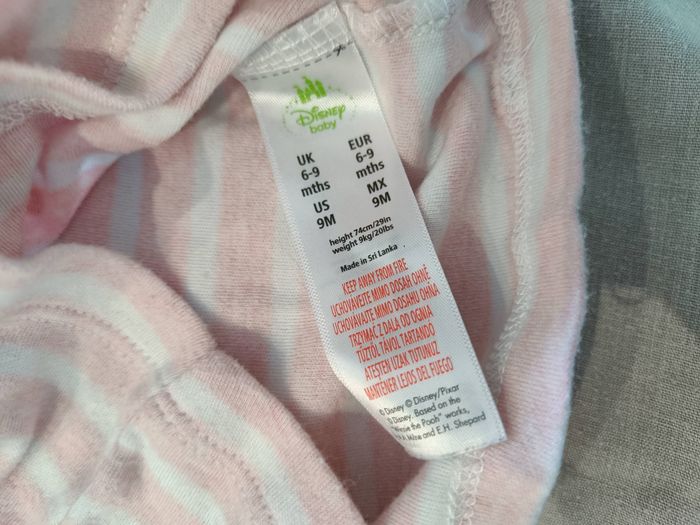 Disney
baby
UK
6-9
mths
US
9M
EUR
6-9
mths
MX
9M
height 74cm/29in
weight 9kg/20lbs
Made in Sri Lanka
KEEP AWAY FROM FIRE
UCHOVÁVEJTE MIMO DOSAH OHNĚ
UCHOVÁVAJTE MIMO DOSAHU OHŇA
TRZYMAĆ Z DALA OD OGNIA
TŰZTŐL TÁVOL TARTANDÓ
ATEŞTEN UZAK TUTUNUZ
MANTENER LEJOS DEL FUEGO
© Disney © Disney/Pixar
© Disney. Based on the
"Winnie the Pooh" works,
Milne and E.H. Shepard